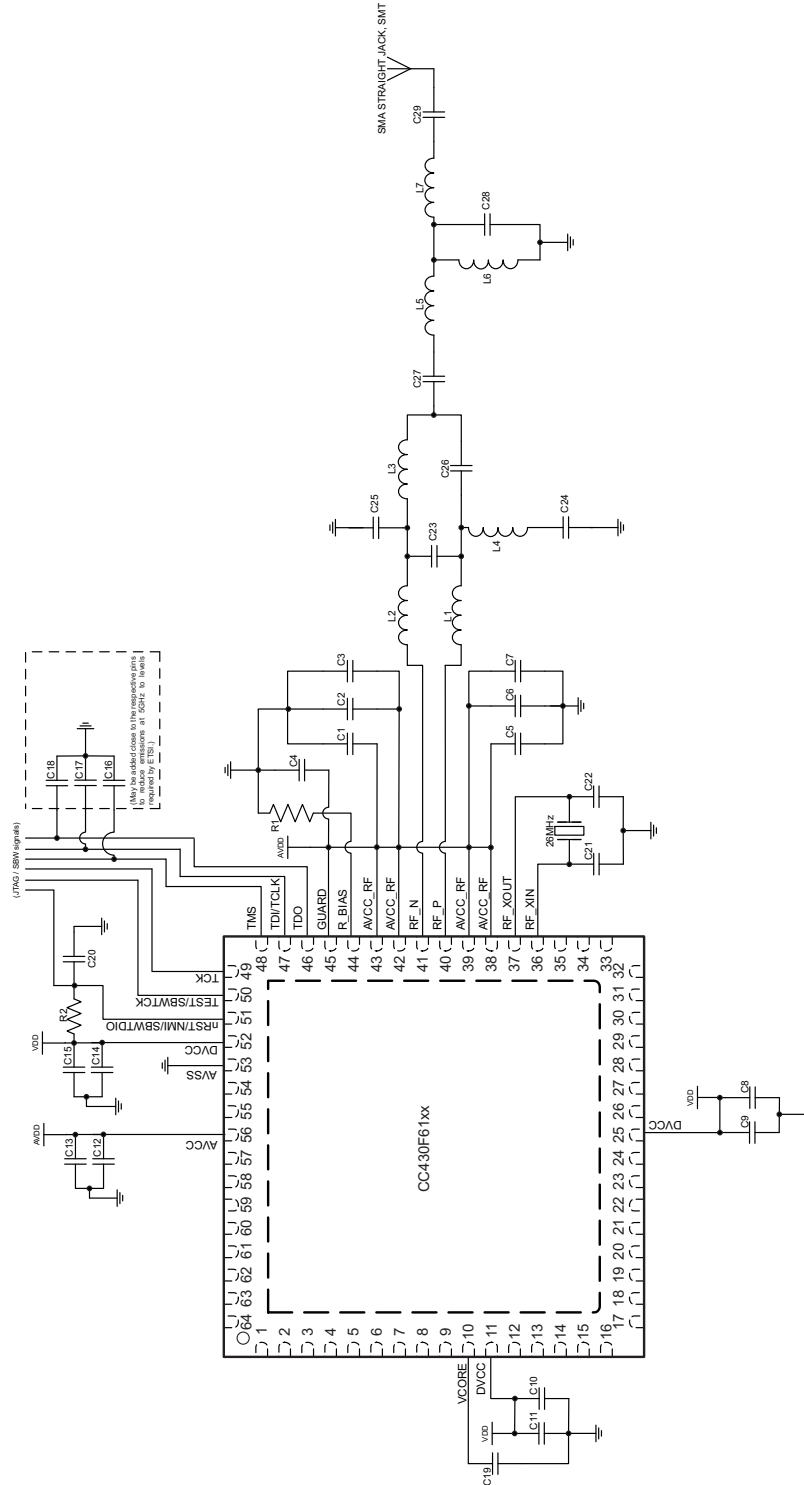 SMA STRAIGHT JACK, SMT
C29
L7
C28
L6
L5
C27
L3
C26
C25
C23
C24
L4
L2
L1
(May be added close to the respective pins
to reduce emissions at 5GHz to levels
required by ETSI.)
C18
C17
C16
(JTAG / SBW signals)
C3
C2
C1
C4
R1
AVDD
C7
C6
C5
C22
26MHz
C21
TMS
TDI/TCLK
TDO
GUARD
R_BIAS
AVCC_RF
AVCC_RF
RF_N
RF_P
AVCC_RF
AVCC_RF
RF_XOUT
RF_XIN
48
47
46
45
44
43
42
41
40
39
38
37
36
35
34
33
C20
R2
VDD
C15
C14
AVDD
C13
C12
TCK
TEST/SBWTCK
nRST/NMI/SBWTDIO
DVCC
AVSS
AVCC
49
50
51
52
53
54
55
56
57
58
59
60
61
62
63
64
CC430F61xx
32
31
30
29
28
27
26
25
24
23
22
21
20
19
18
17
DVCC
VDD
C8
C9
1
2
3
4
5
6
7
8
9
10
11
12
13
14
15
16
VCORE
DVCC
VDD
C10
C11
C19